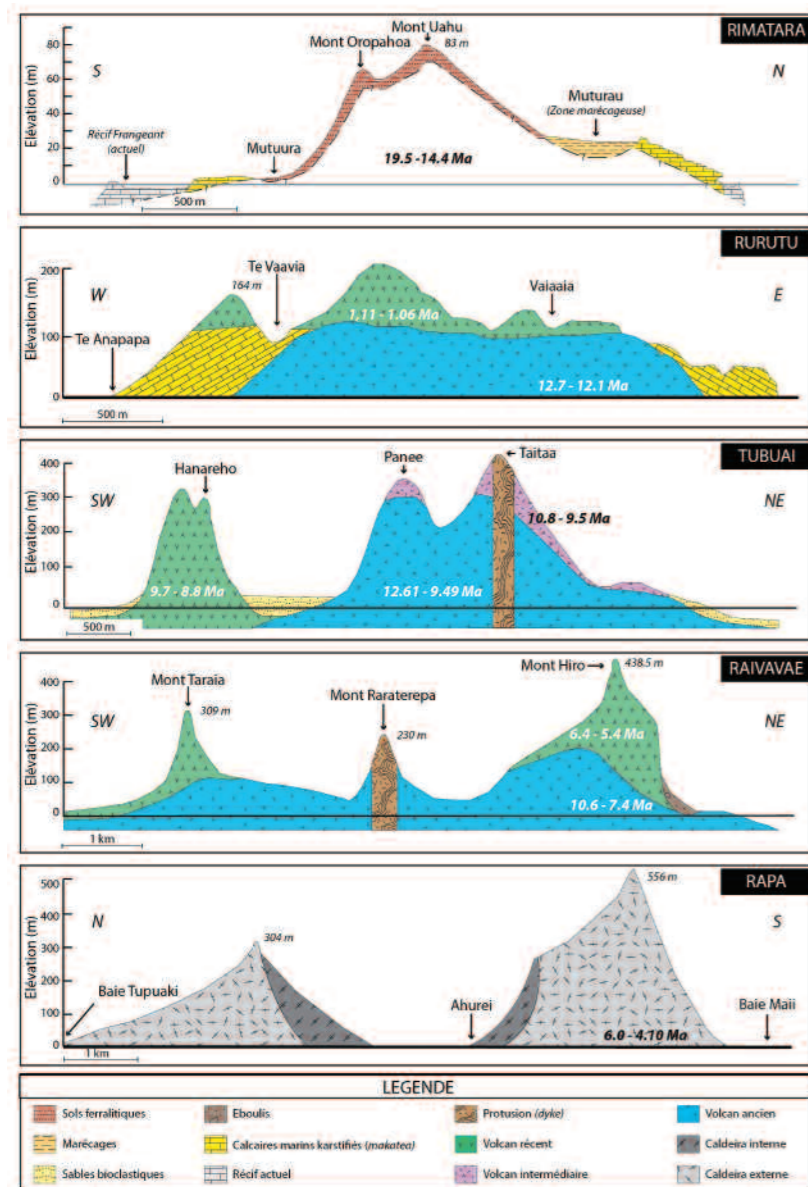 RIMATARA
Elévation (m)
80
60
40
20
0
S
N
Mont Uahu
83 m
Mont Oropahoa
Muturau
(Zone marécageuse)
Récif Frangeant
(actuel)
Mutuura
19.5 -14.4 Ma
500 m
RURUTU
Elévation (m)
200
100
0
W
E
Te Vaavia
164 m
Vaiaaia
1,11 - 1.06 Ma
Te Anapapa
12.7 - 12.1 Ma
500 m
TUBUAI
Elévation (m)
400
300
200
100
0
SW
NE
Hanareho
Panee
Taitaa
10.8 – 9.5 Ma
9.7 – 8.8 Ma
12.61 - 9.49 Ma
500 m
RAIVAVAE
Elévation (m)
400
300
200
100
0
SW
NE
Mont Hiro
438.5 m
Mont Taraia
309 m
Mont Raraterepa
230 m
6.4 - 5.4 Ma
10.6 - 7.4 Ma
1 km
RAPA
Elévation (m)
500
400
300
200
100
0
N
S
556 m
304 m
Baie Tupuaki
Ahurei
Baie Maii
6.0 - 4.10 Ma
1 km
LEGENDE
Sols ferralitiques
Eboulis
Protusion (dyke)
Volcan ancien
Marécages
Calcaires marins karstifiés (makatea)
Volcan récent
Caldeira interne
Sables bioclastiques
Récif actuel
Volcan intermédiaire
Caldeira externe